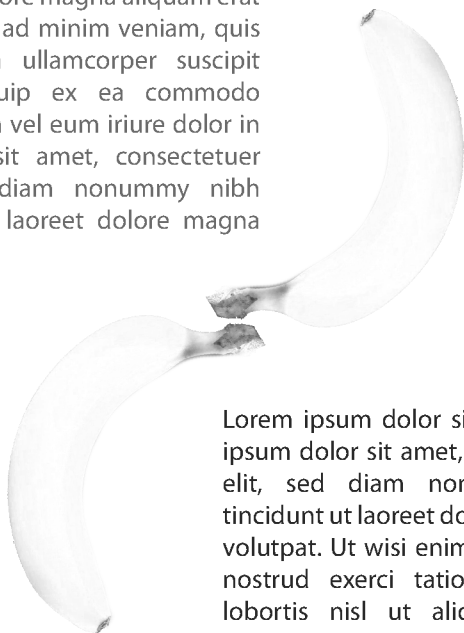 ore magna aliquam erat
ad minim veniam, quis
ullamcorper suscipit
uip ex ea commodo
vel eum iriure dolor in
sit amet, consectetuer
diam nonummy nibh
laoreet dolore magna
Lorem ipsum dolor si
ipsum dolor sit amet,
elit, sed diam non
tincidunt ut laoreet do
volutpat. Ut wisi enim
nostrud exerci tatio
lobortis nisl ut aliq